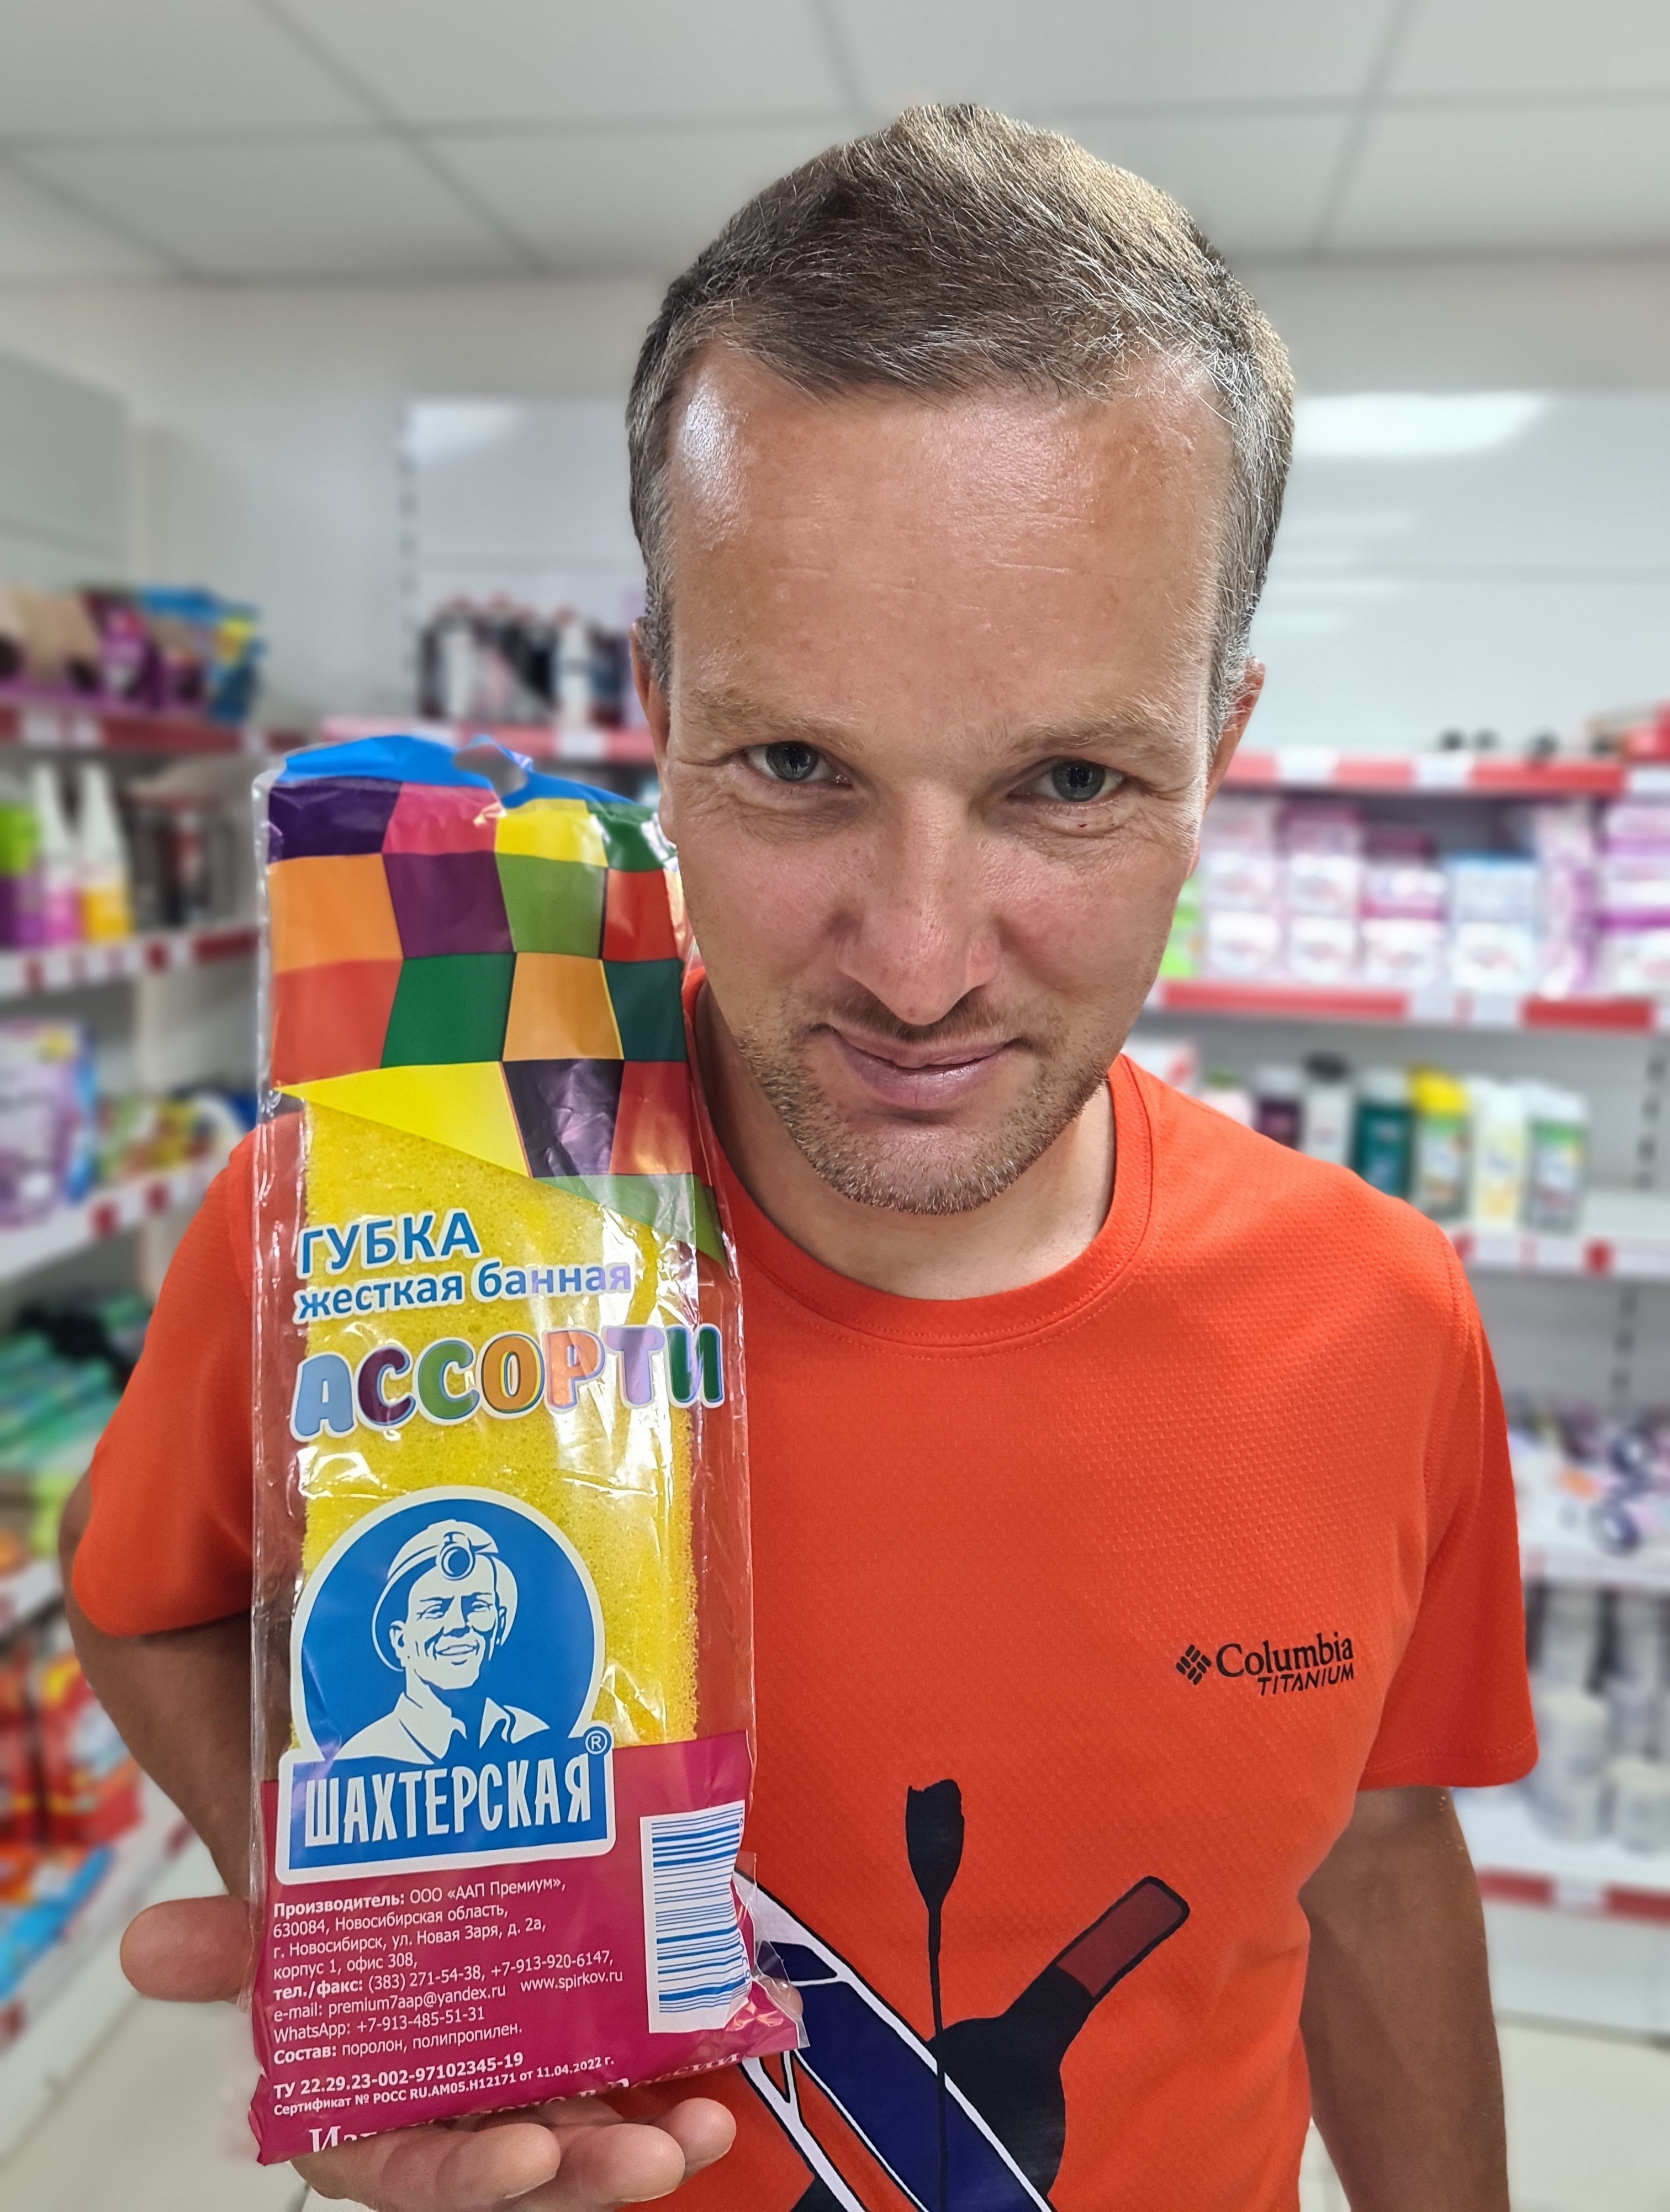 ГУБКА
жесткая банная
АССОРТИ
ШАХТЕРСКАЯ®
Производитель: ООО «ААП Премиум»,
630084, Новосибирская область,
г. Новосибирск, ул. Новая Заря, д. 2а,
корпус 1, офис 308,
тел./факс: (383) 271-54-38, +7-913-920-6147,
e-mail: premium7aap@yandex.ru www.spirkov.ru
WhatsApp: +7-913-485-51-31
Состав: поролон, полипропилен.
ТУ 22.29.23-002-97102345-19
Сертификат № РОСС RU.АМ05.Н12171 от 11.04.2022 г.
Columbia
TITANIUM